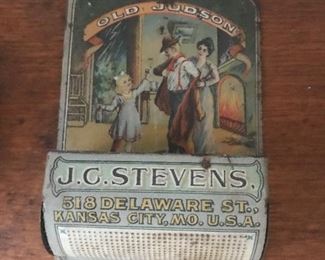 OLD JUDSON
J.C. STEVENS,
518 DELAWARE ST.,
KANSAS CITY, MO. U.S.A.